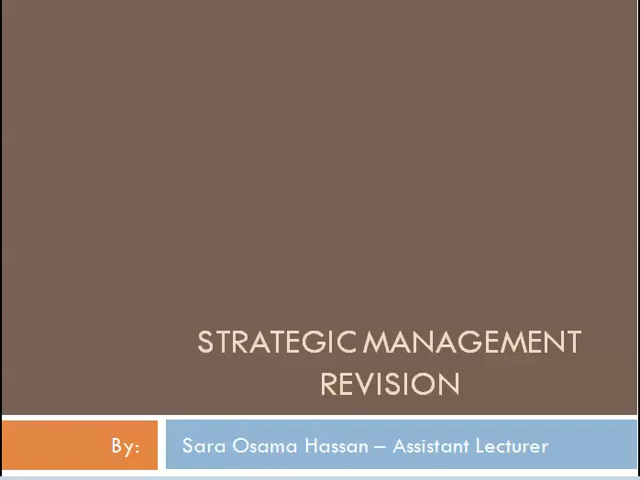 STRATEGIC MANAGEMENT
REVISION
By:
Sara Osama Hassan – Assistant Lecturer